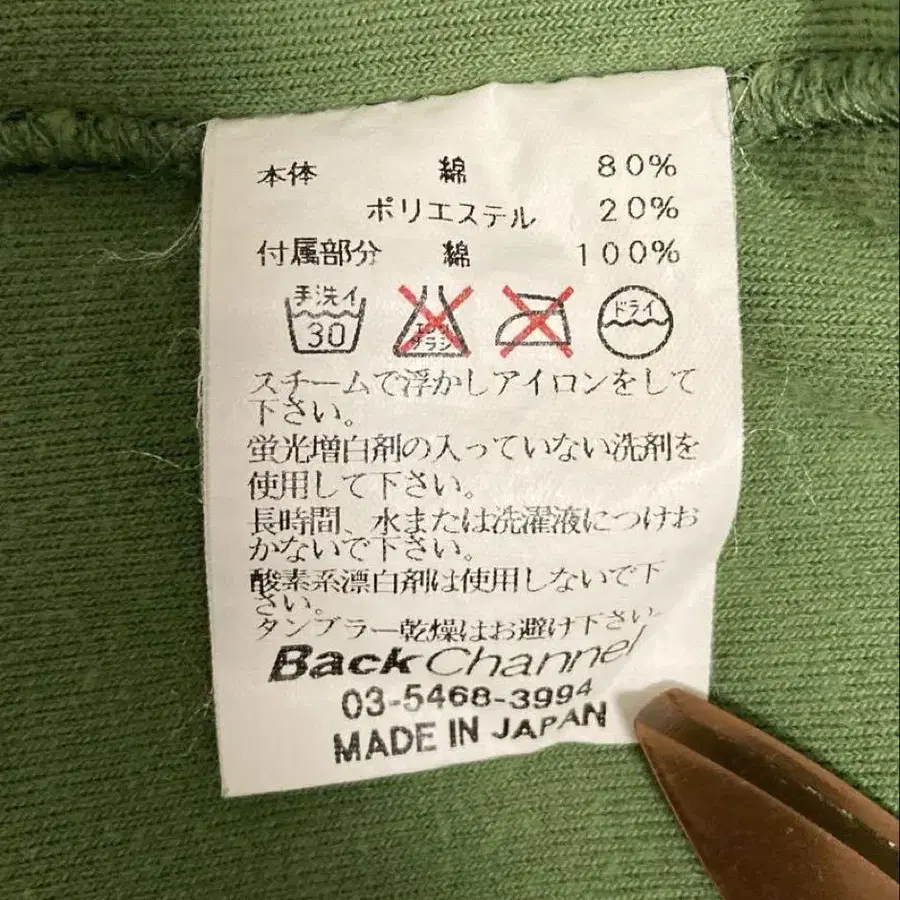 本体 綿 80%
ポリエステル 20%
付属部分 綿 100%
手洗イ 30 エンソサラシ ドライ
スチームで浮かしアイロンをして
下さい。
蛍光増白剤の入っていない洗剤を
使用して下さい。
長時間、水または洗濯液につけお
かないで下さい。
酸素系漂白剤は使用しないで下
さい。
タンブラー乾燥はお避け下さい。
Back Channel
03-5468-3994
MADE IN JAPAN